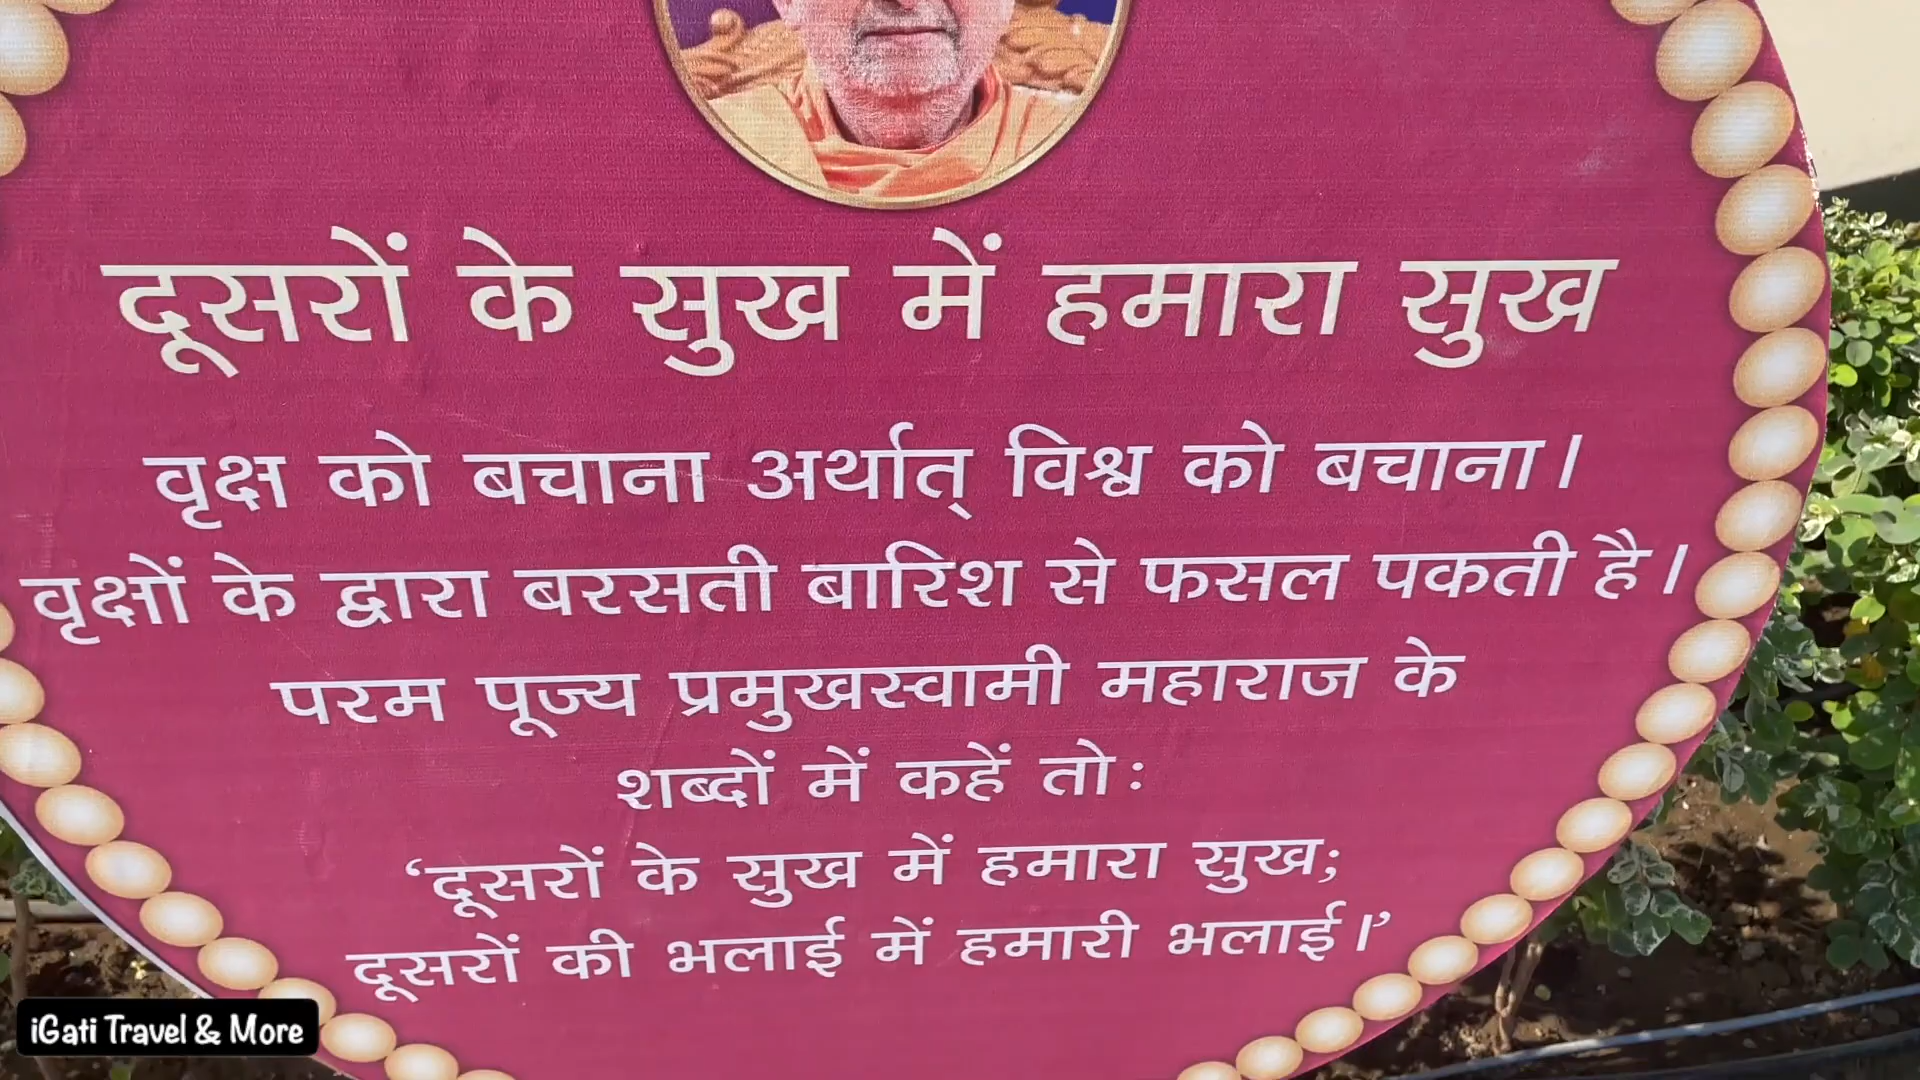 दूसरों के सुख में हमारा सुख
वृक्ष को बचाना अर्थात् विश्व को बचाना।
वृक्षों के द्वारा बरसती बारिश से फसल पकती है।
परम पूज्य प्रमुखस्वामी महाराज के
शब्दों में कहें तो:
‘दूसरों के सुख में हमारा सुख;
दूसरों की भलाई में हमारी भलाई।’
iGati Travel & More